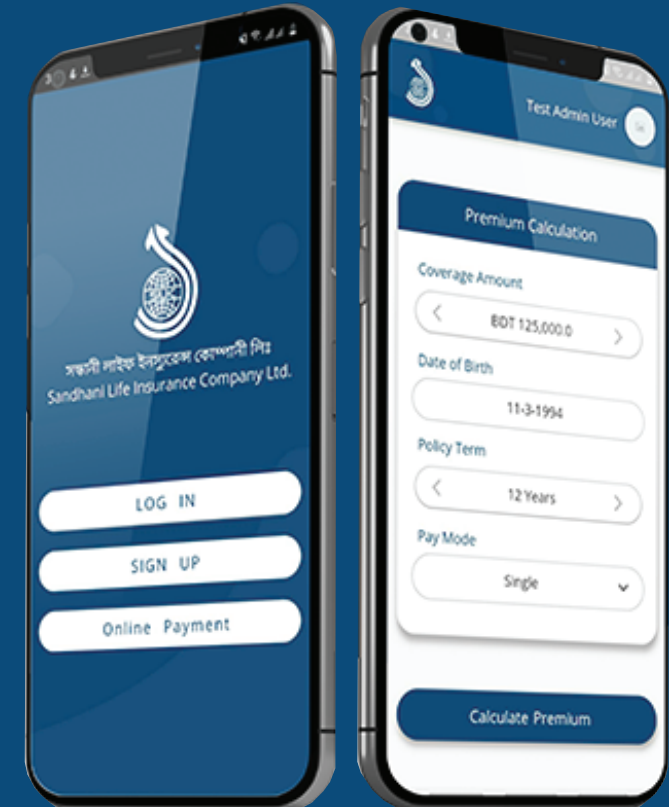 সন্ধানী লাইফ ইনসুরেন্স কোম্পানী লিঃ
Sandhani Life Insurance Company Ltd.
LOG IN
SIGN UP
Online Payment
Test Admin User
Premium Calculation
Coverage Amount
BDT 125,000.0
Date of Birth
11-3-1994
Policy Term
12 Years
Pay Mode
Single
Calculate Premium